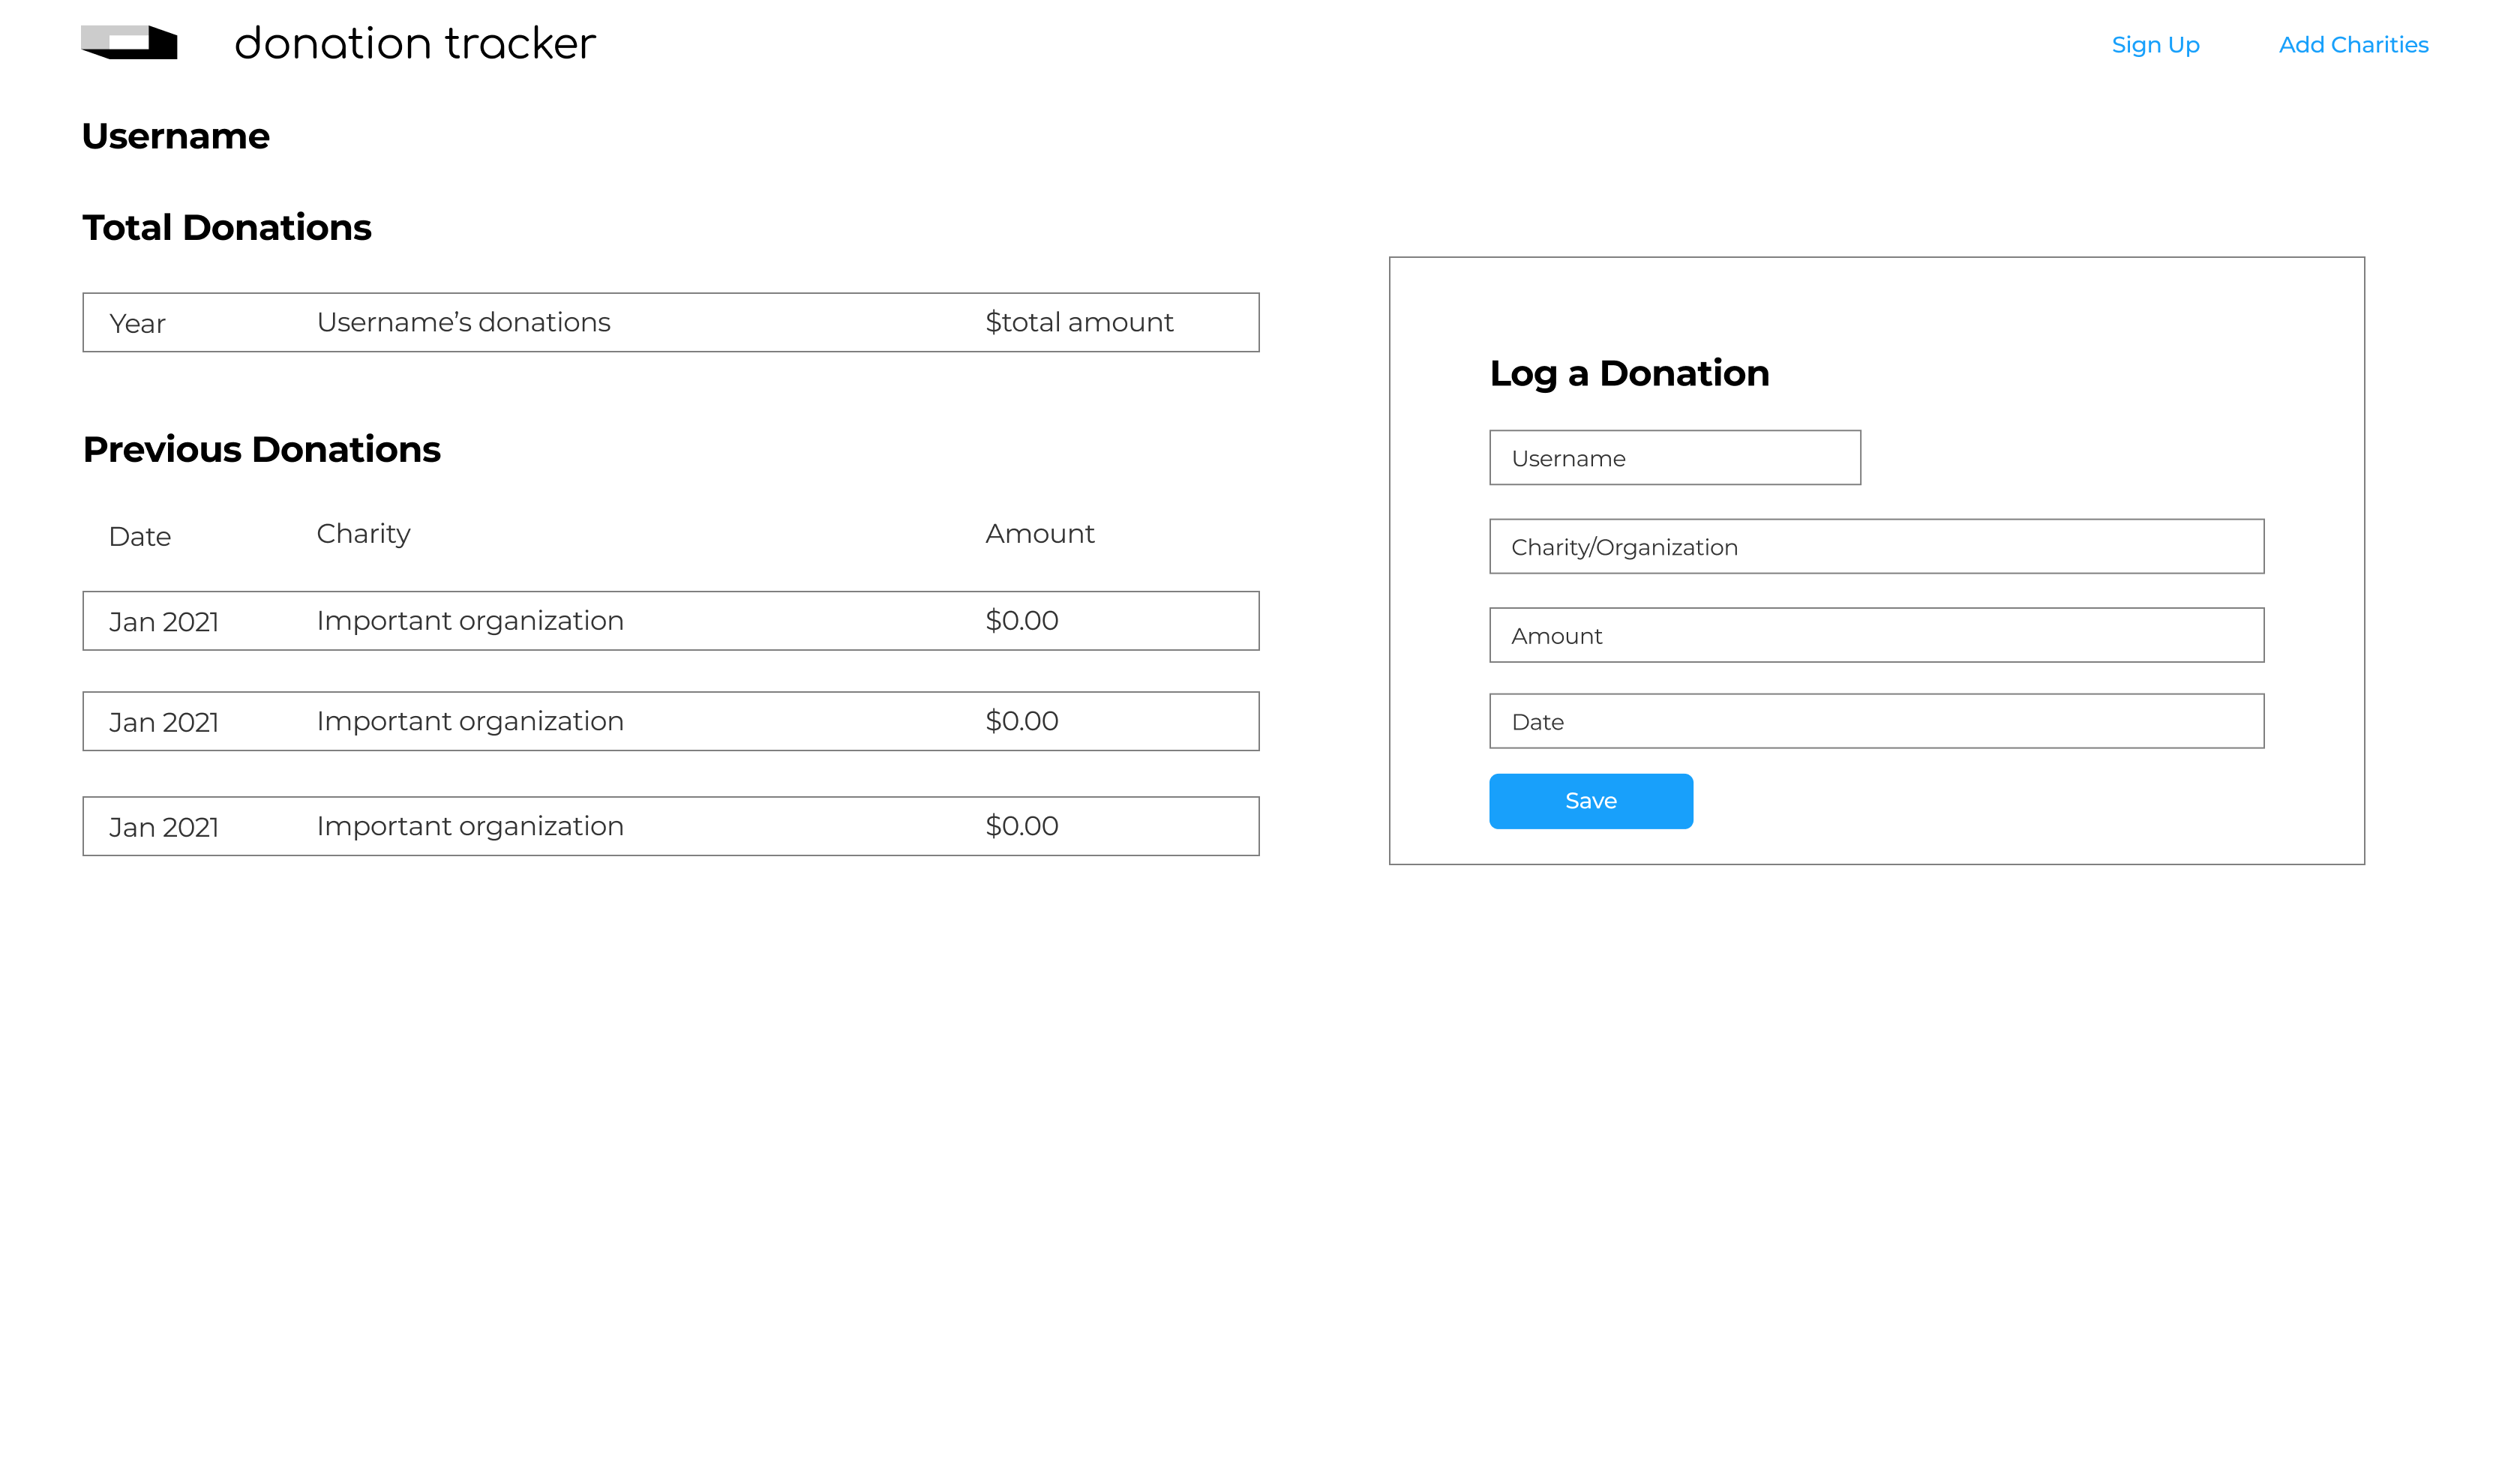 donation tracker
Sign Up
Add Charities
Username
Total Donations
Year Username’s donations $total amount
Previous Donations
Date Charity Amount
Jan 2021 Important organization $0.00
Jan 2021 Important organization $0.00
Jan 2021 Important organization $0.00
Log a Donation
Username
Charity/Organization
Amount
Date
Save